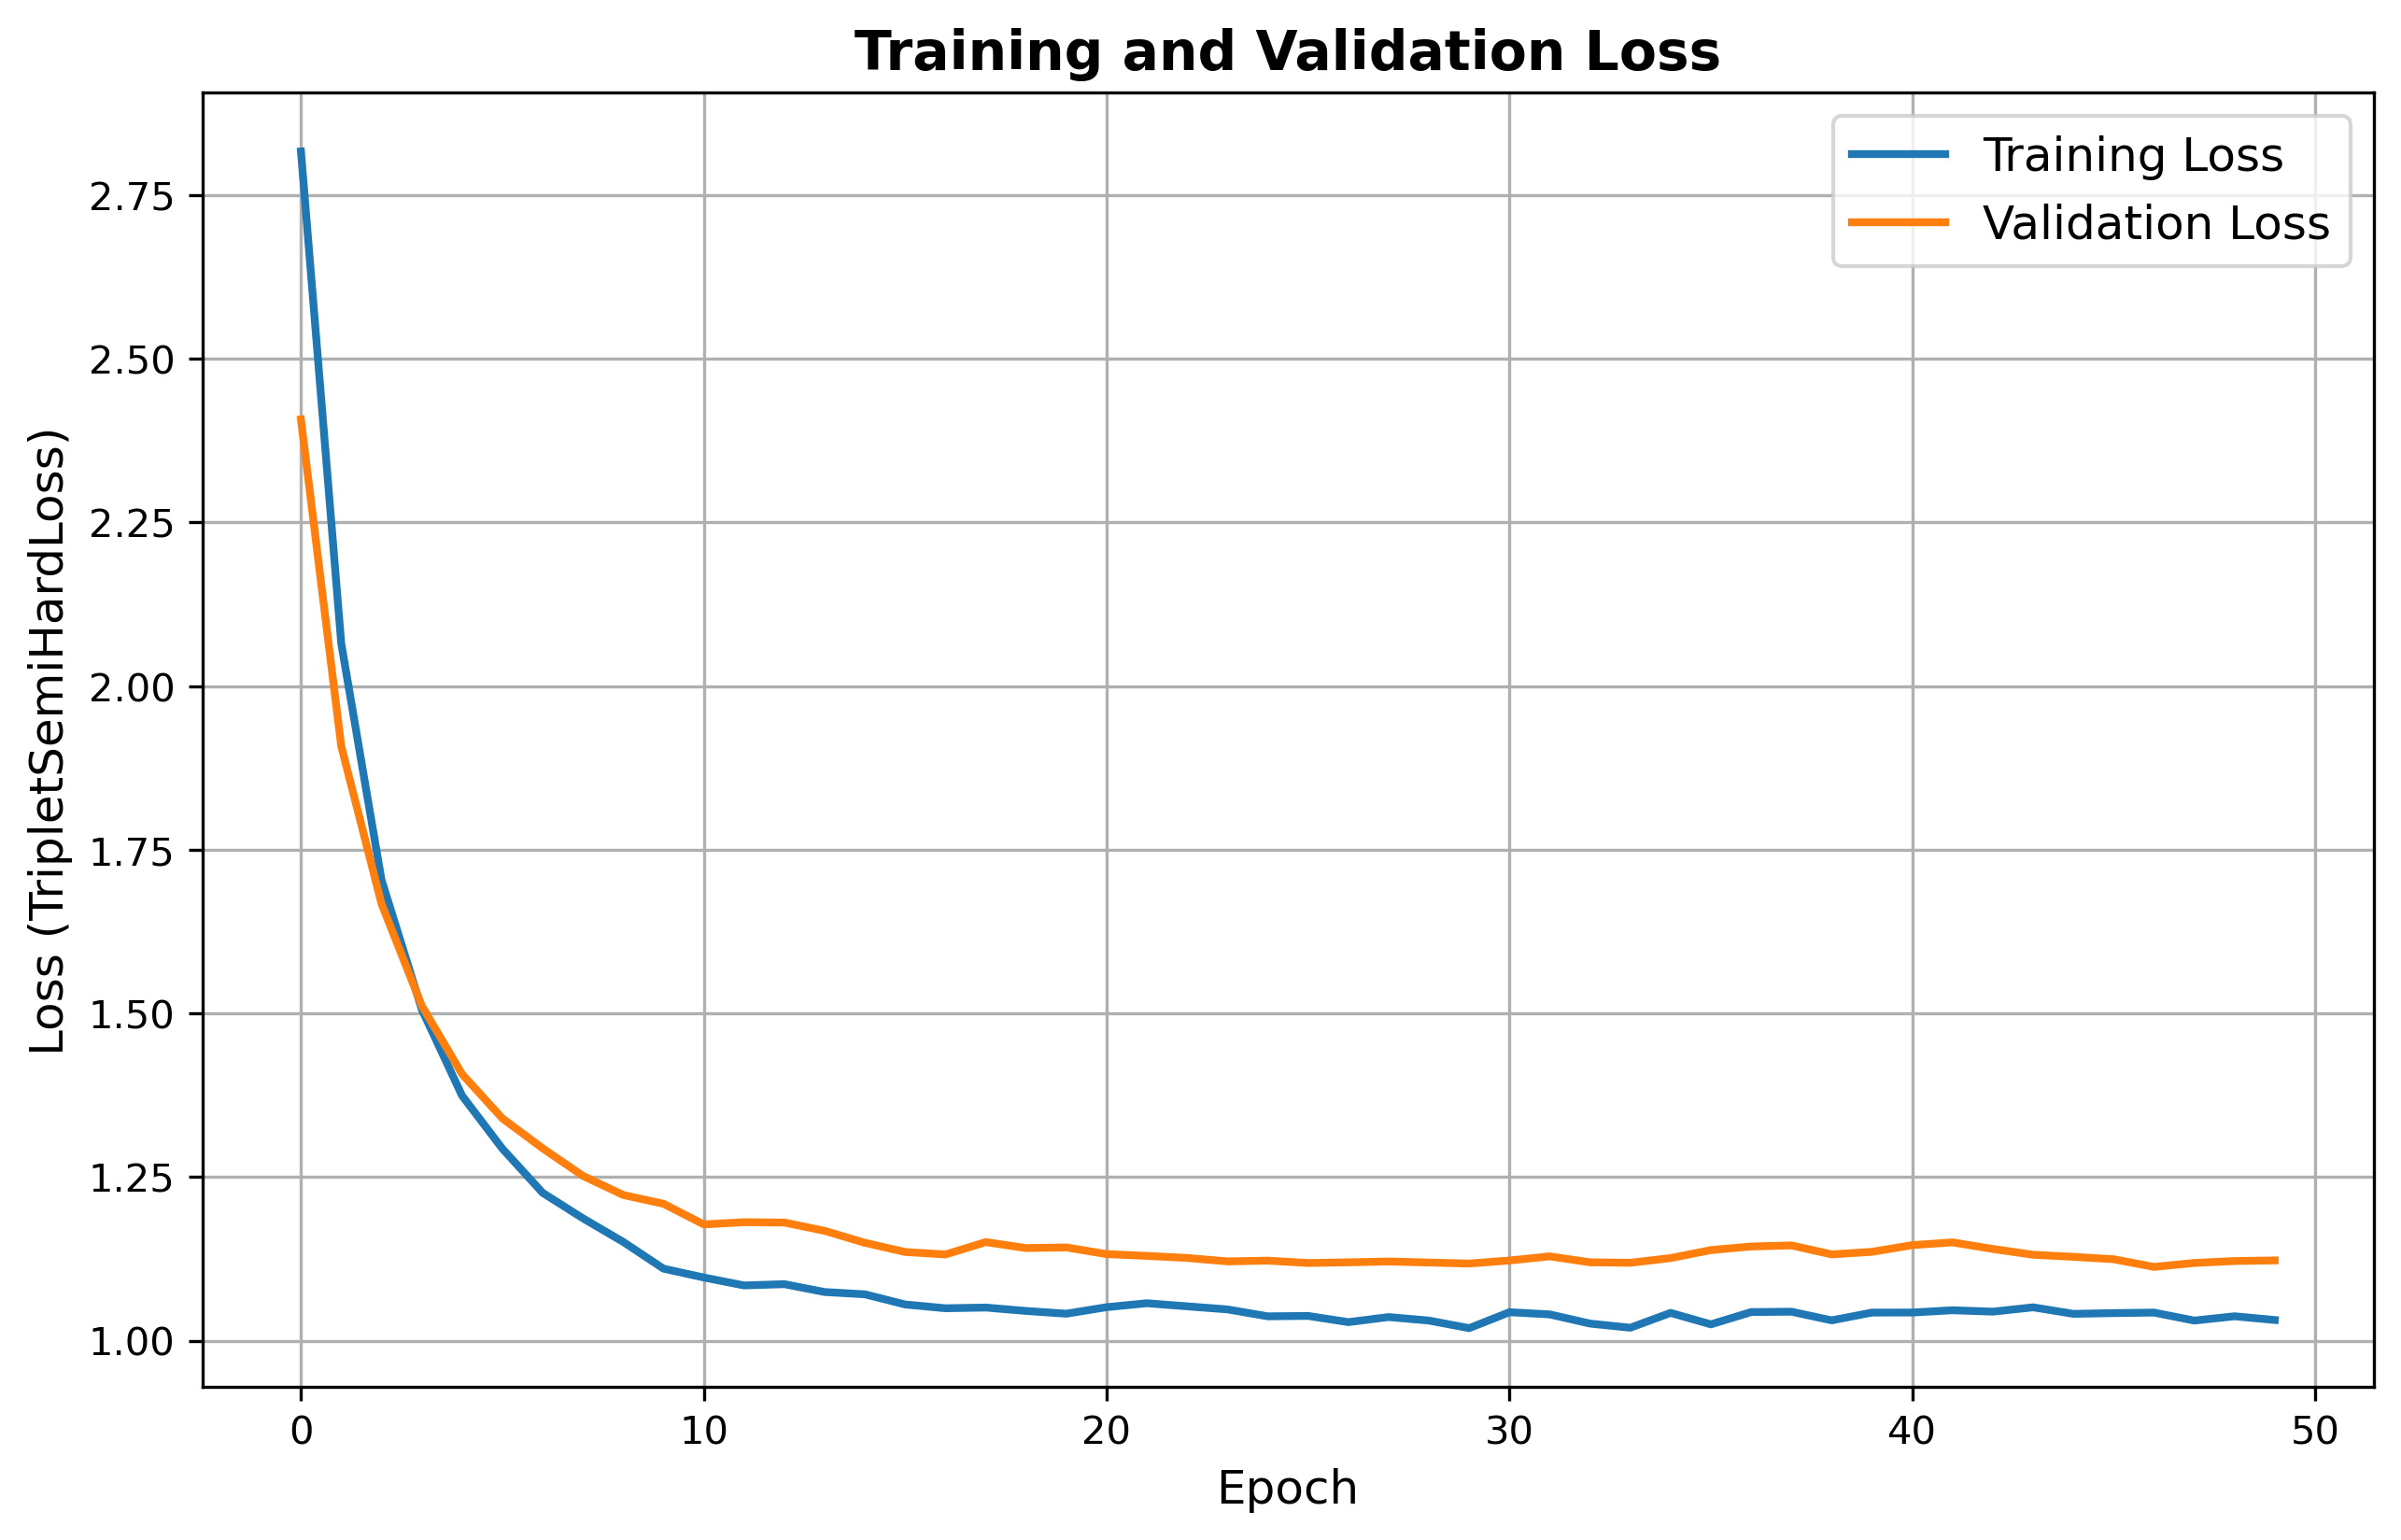 Training and Validation Loss
Training Loss
Validation Loss
Loss (TripletSemiHardLoss)
2.75
2.50
2.25
2.00
1.75
1.50
1.25
1.00
0 10 20 30 40 50
Epoch